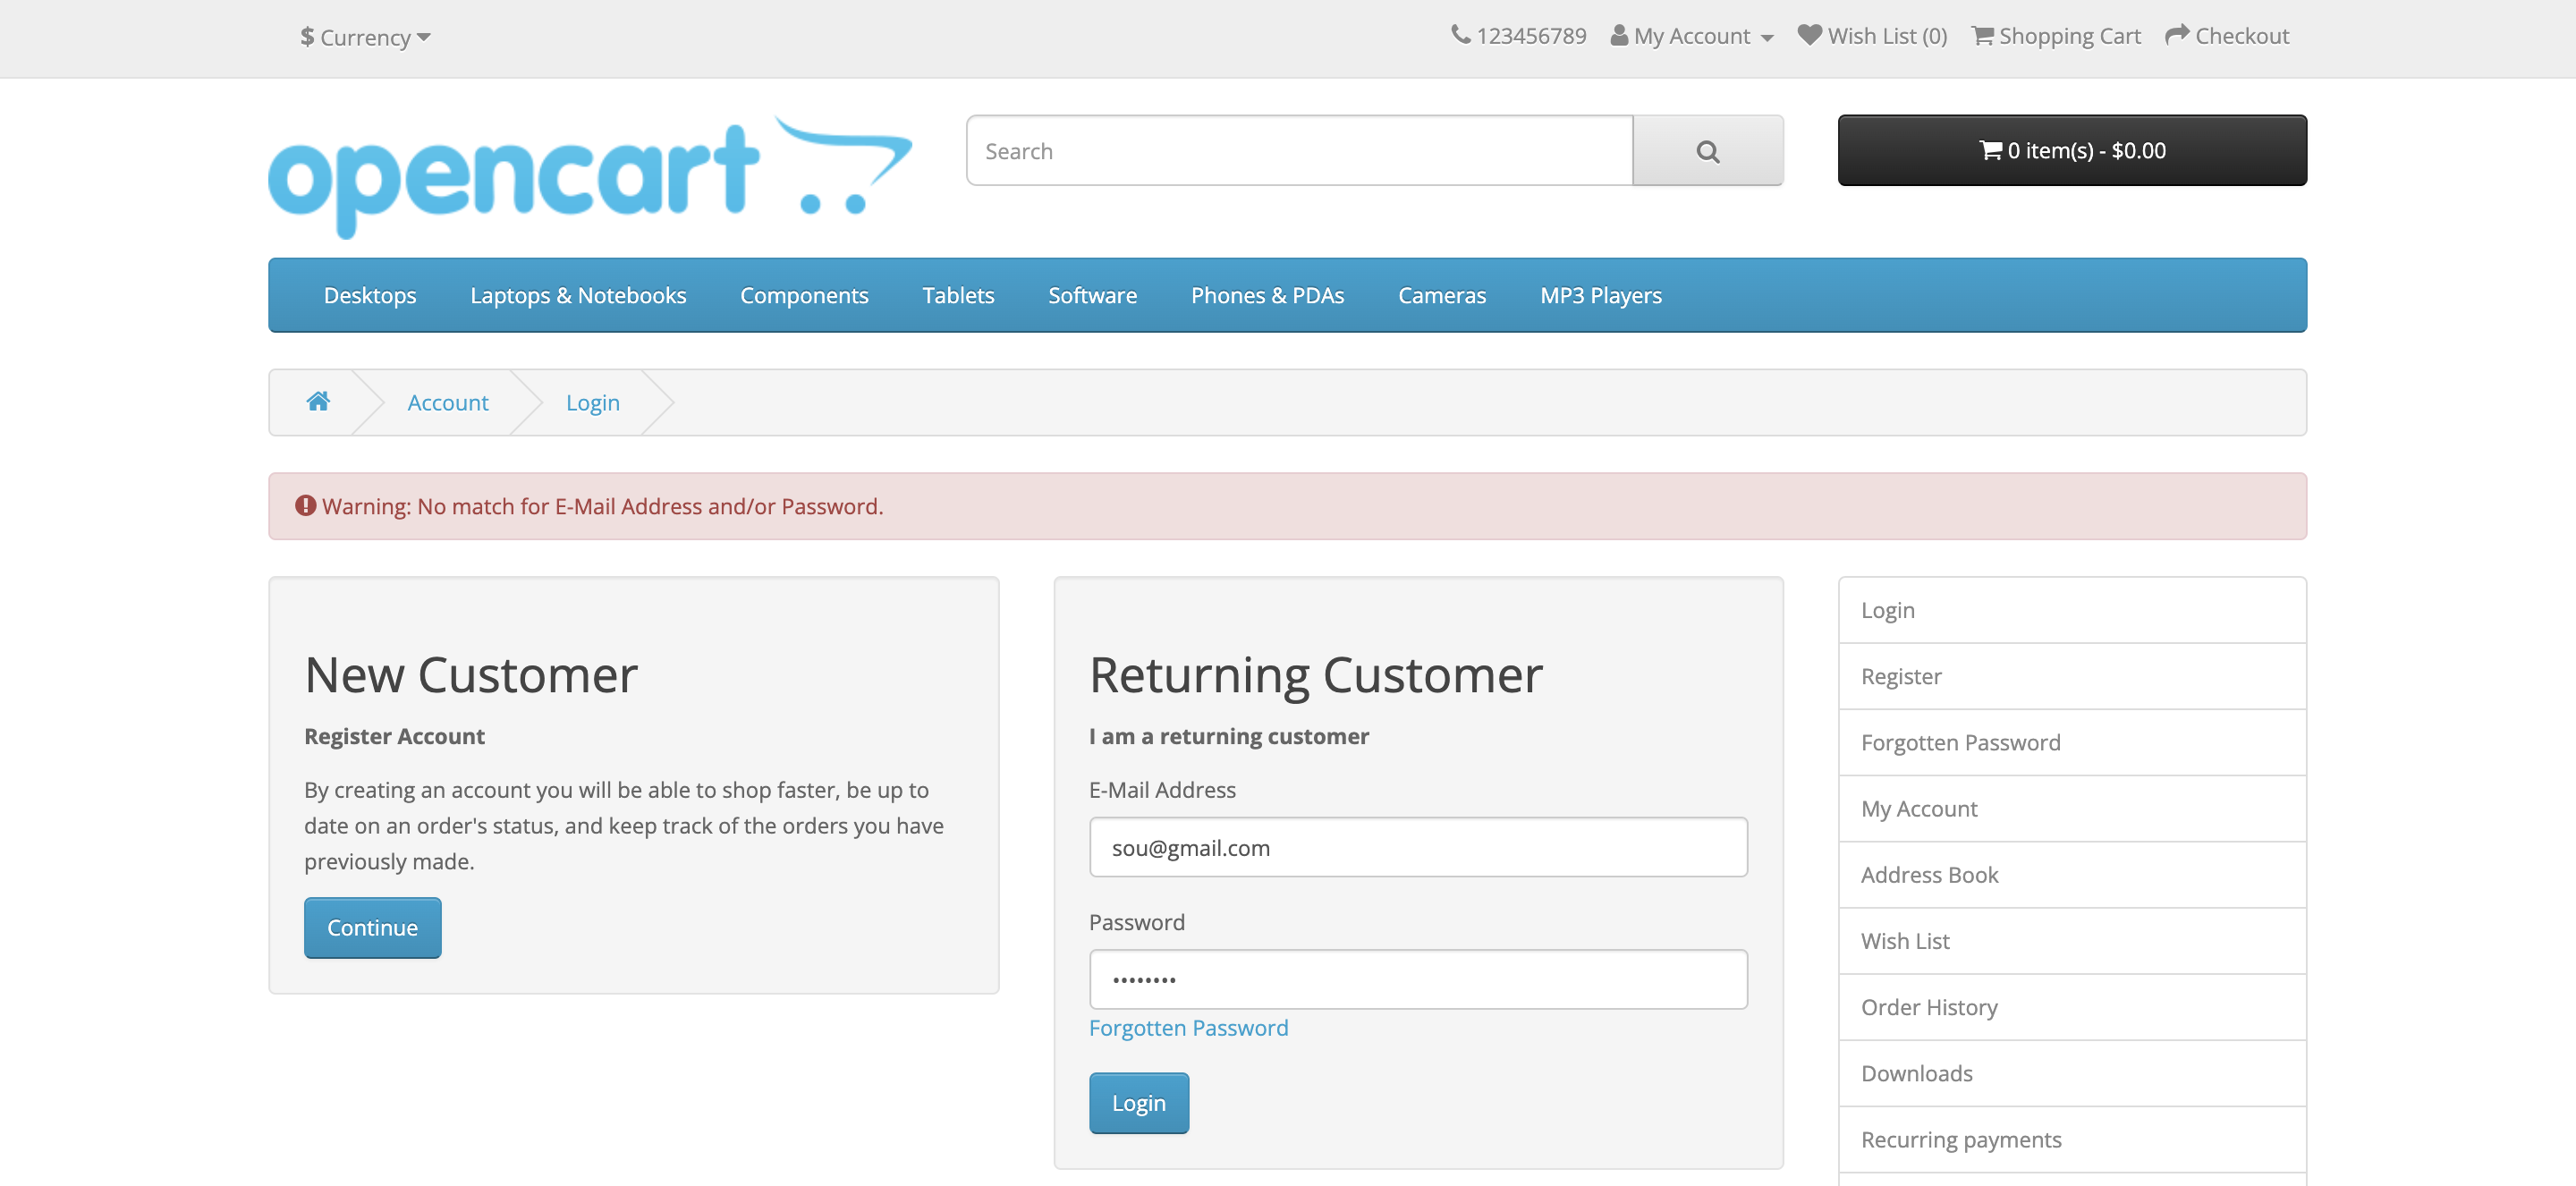 $ Currency
123456789 My Account Wish List (0) Shopping Cart Checkout
opencart
Search
0 item(s) - $0.00
Desktops Laptops & Notebooks Components Tablets Software Phones & PDAs Cameras MP3 Players
Account Login
Warning: No match for E-Mail Address and/or Password.
New Customer
Register Account
By creating an account you will be able to shop faster, be up to
date on an order's status, and keep track of the orders you have
previously made.
Continue
Returning Customer
I am a returning customer
E-Mail Address
sou@gmail.com
Password
••••••••
Forgotten Password
Login
Login
Register
Forgotten Password
My Account
Address Book
Wish List
Order History
Downloads
Recurring payments